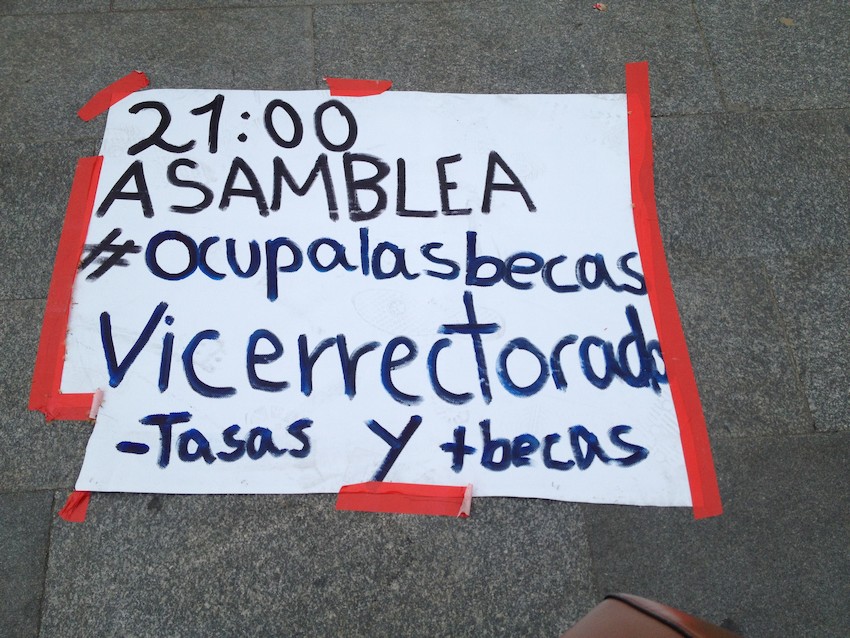 21:00
ASAMBLEA
#Ocupalasbecas
Vicerrectorado
-Tasas y +becas